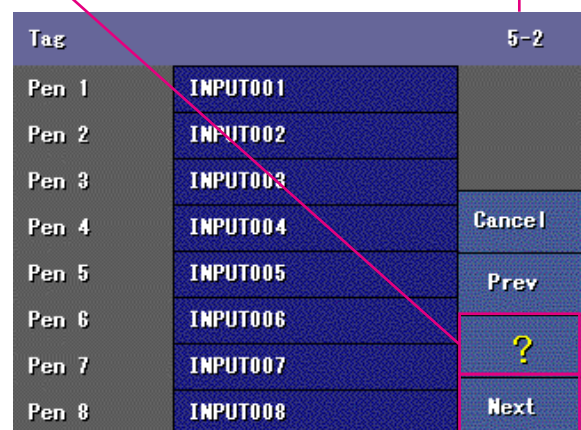 Tag 5-2
Pen 1 INPUT001
Pen 2 INPUT002
Pen 3 INPUT003
Pen 4 INPUT004
Cancel
Pen 5 INPUT005
Prev
Pen 6 INPUT006
?
Pen 7 INPUT007
Pen 8 INPUT008
Next